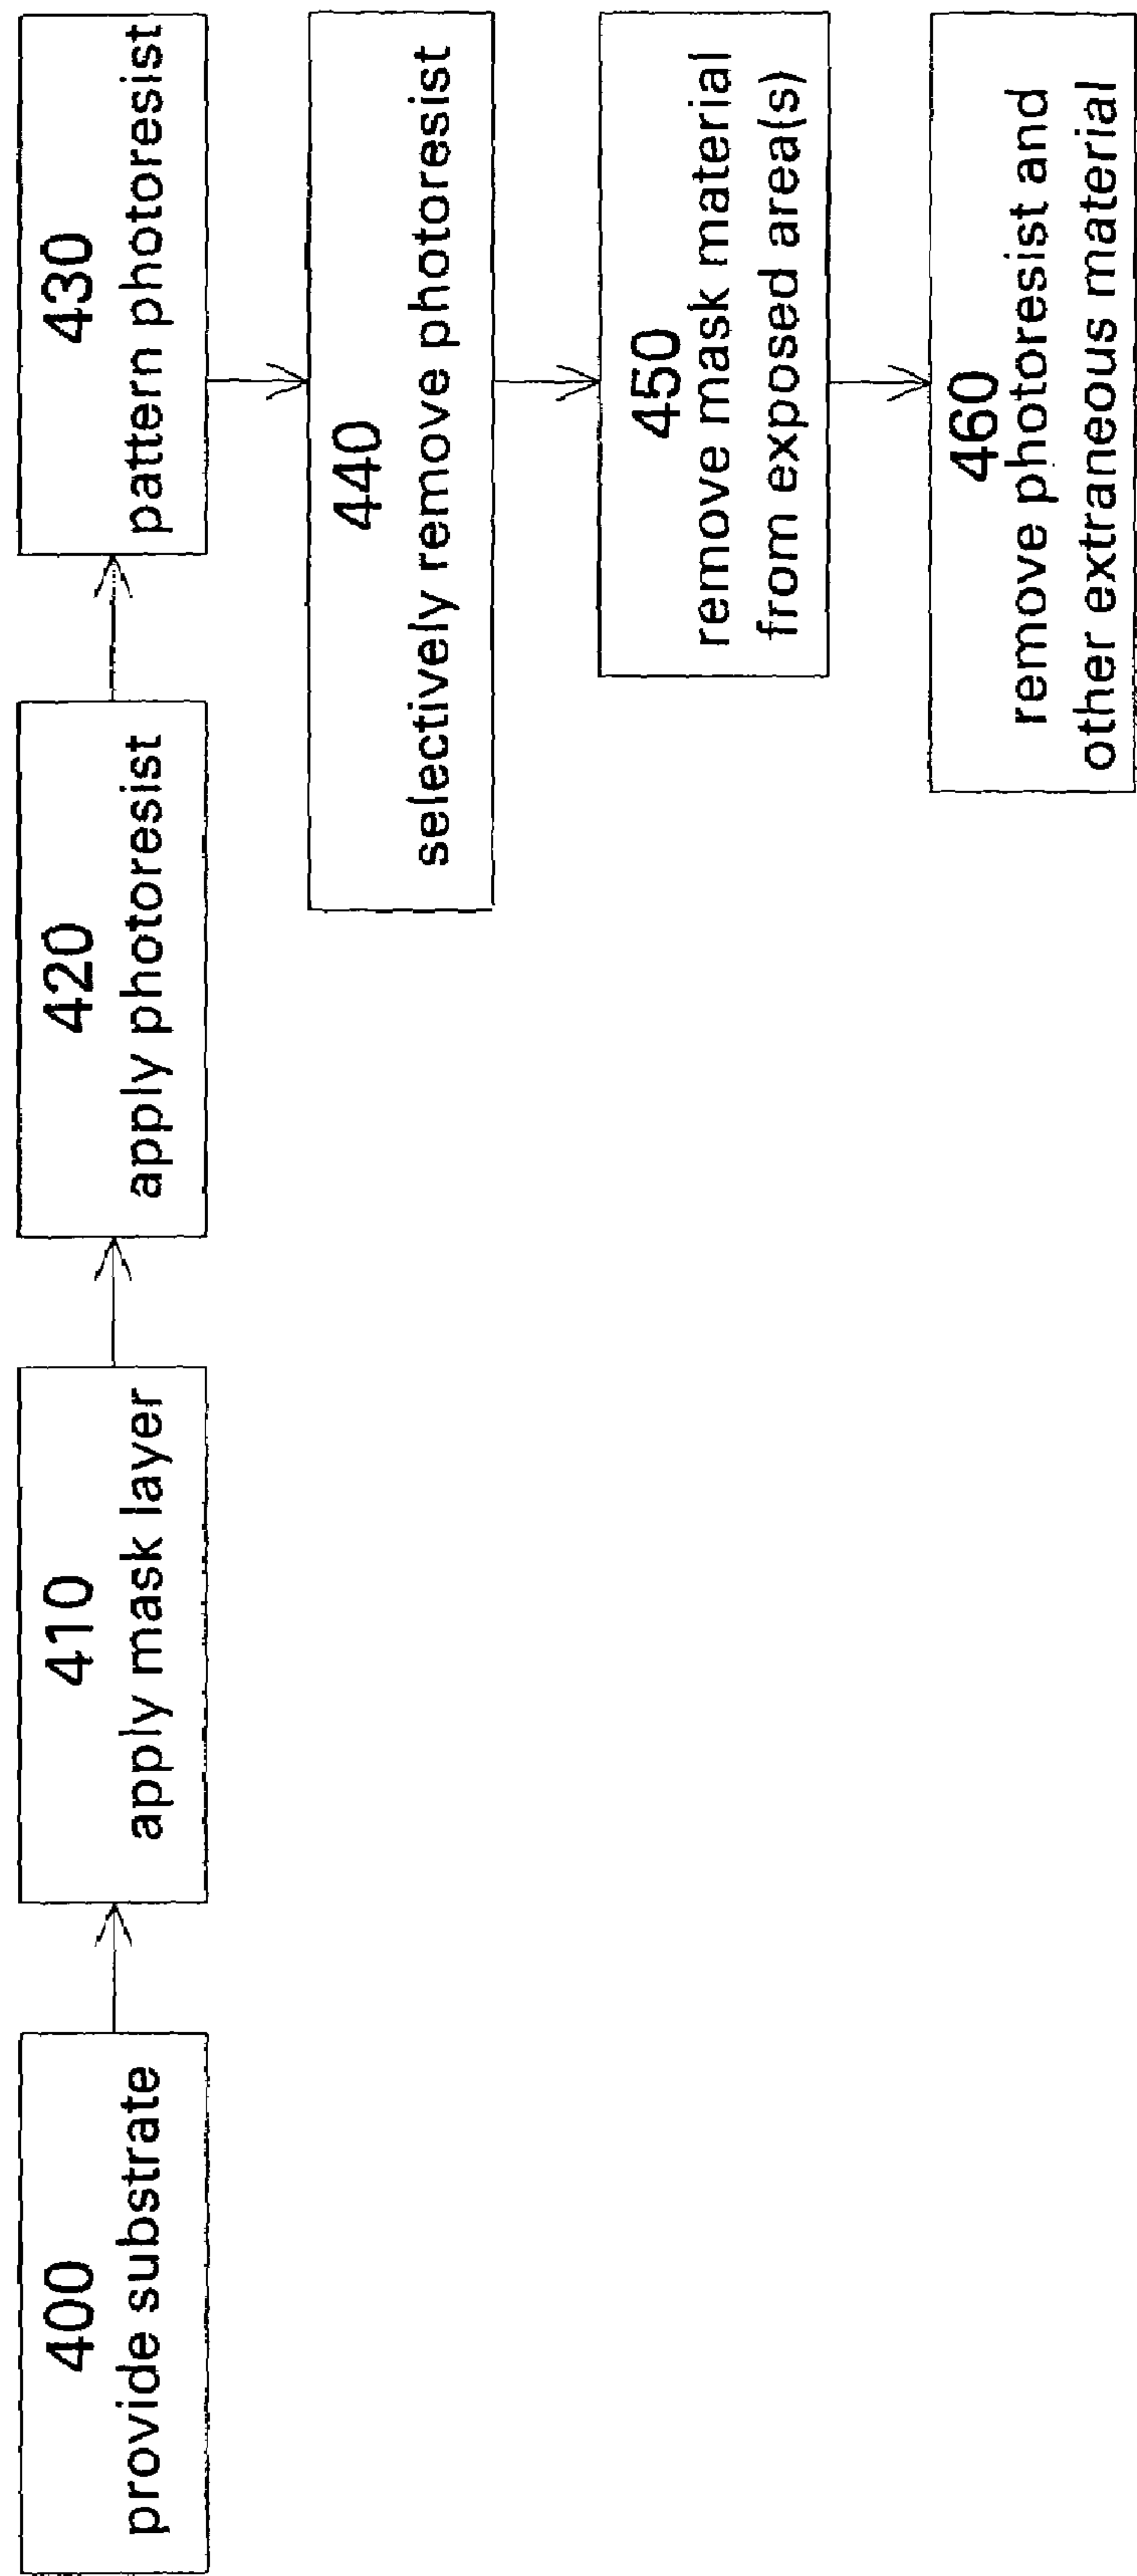 400
provide substrate
410
apply mask layer
420
apply photoresist
430
pattern photoresist
440
selectively remove photoresist
450
remove mask material
from exposed area(s)
460
remove photoresist and
other extraneous material